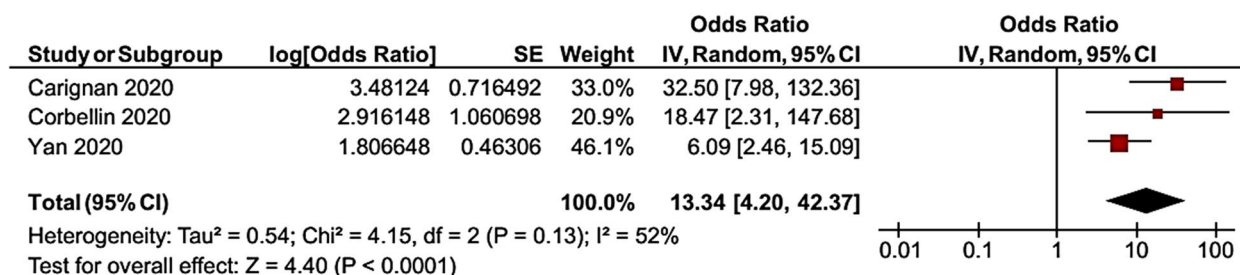 Odds Ratio Odds Ratio
Study or Subgroup log[Odds Ratio] SE Weight IV, Random, 95% CI IV, Random, 95% CI
Carignan 2020 3.48124 0.716492 33.0% 32.50 [7.98, 132.36]
Corbellin 2020 2.916148 1.060698 20.9% 18.47 [2.31, 147.68]
Yan 2020 1.806648 0.46306 46.1% 6.09 [2.46, 15.09]
Total (95% CI) 100.0% 13.34 [4.20, 42.37]
Heterogeneity: Tau² = 0.54; Chi² = 4.15, df = 2 (P = 0.13); I² = 52%
Test for overall effect: Z = 4.40 (P < 0.0001)
0.01 0.1 1 10 100